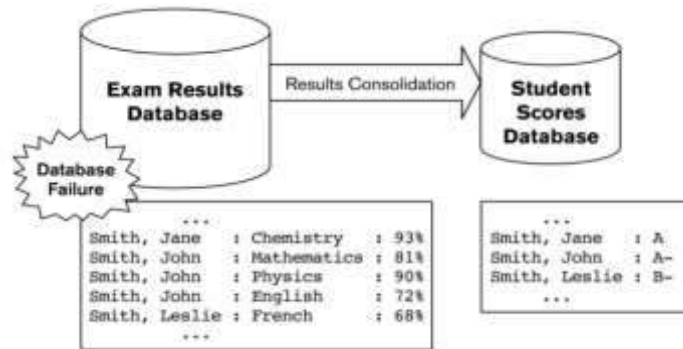 Exam Results
Database
Results Consolidation
Student
Scores
Database
Database
Failure
...
Smith, Jane : Chemistry : 93%
Smith, John : Mathematics : 81%
Smith, John : Physics : 90%
Smith, John : English : 72%
Smith, Leslie : French : 68%
...
...
Smith, Jane : A
Smith, John : A-
Smith, Leslie : B-
...